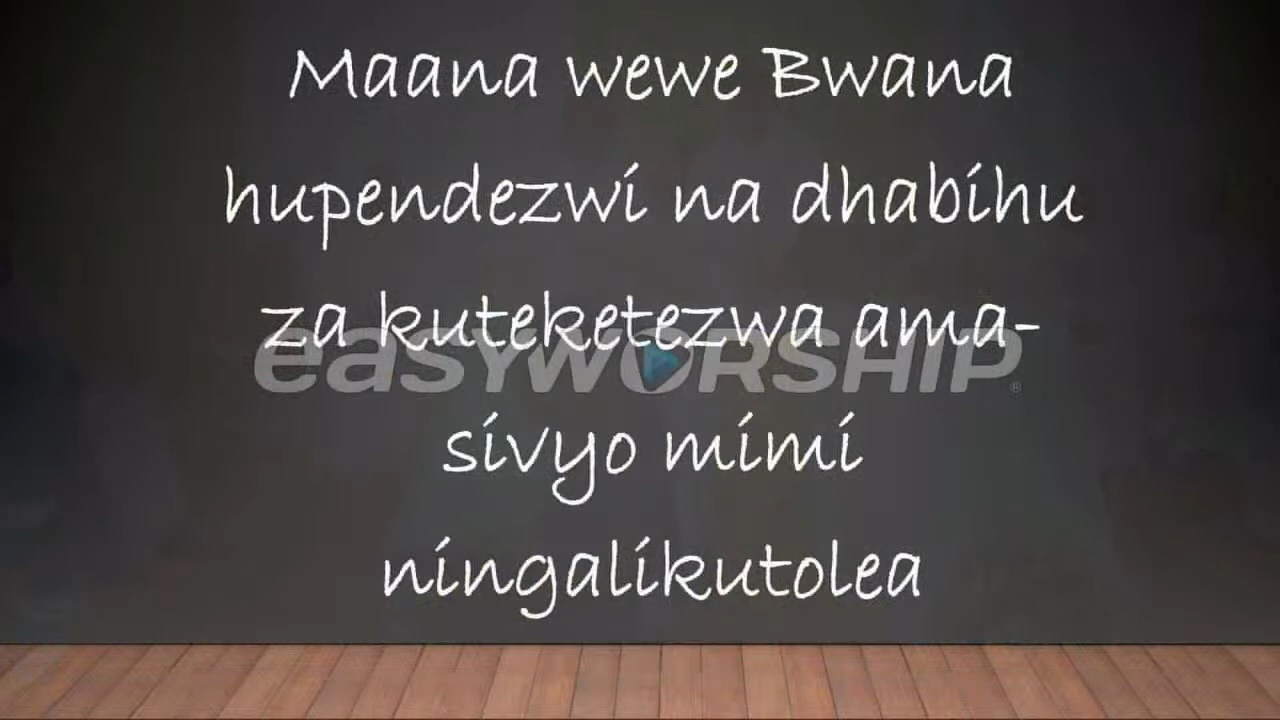 Maana wewe Bwana
hupendezwi na dhabihu
za kuteketezwa ama-
easyworship®
sivyo mimi
ningalikutolea